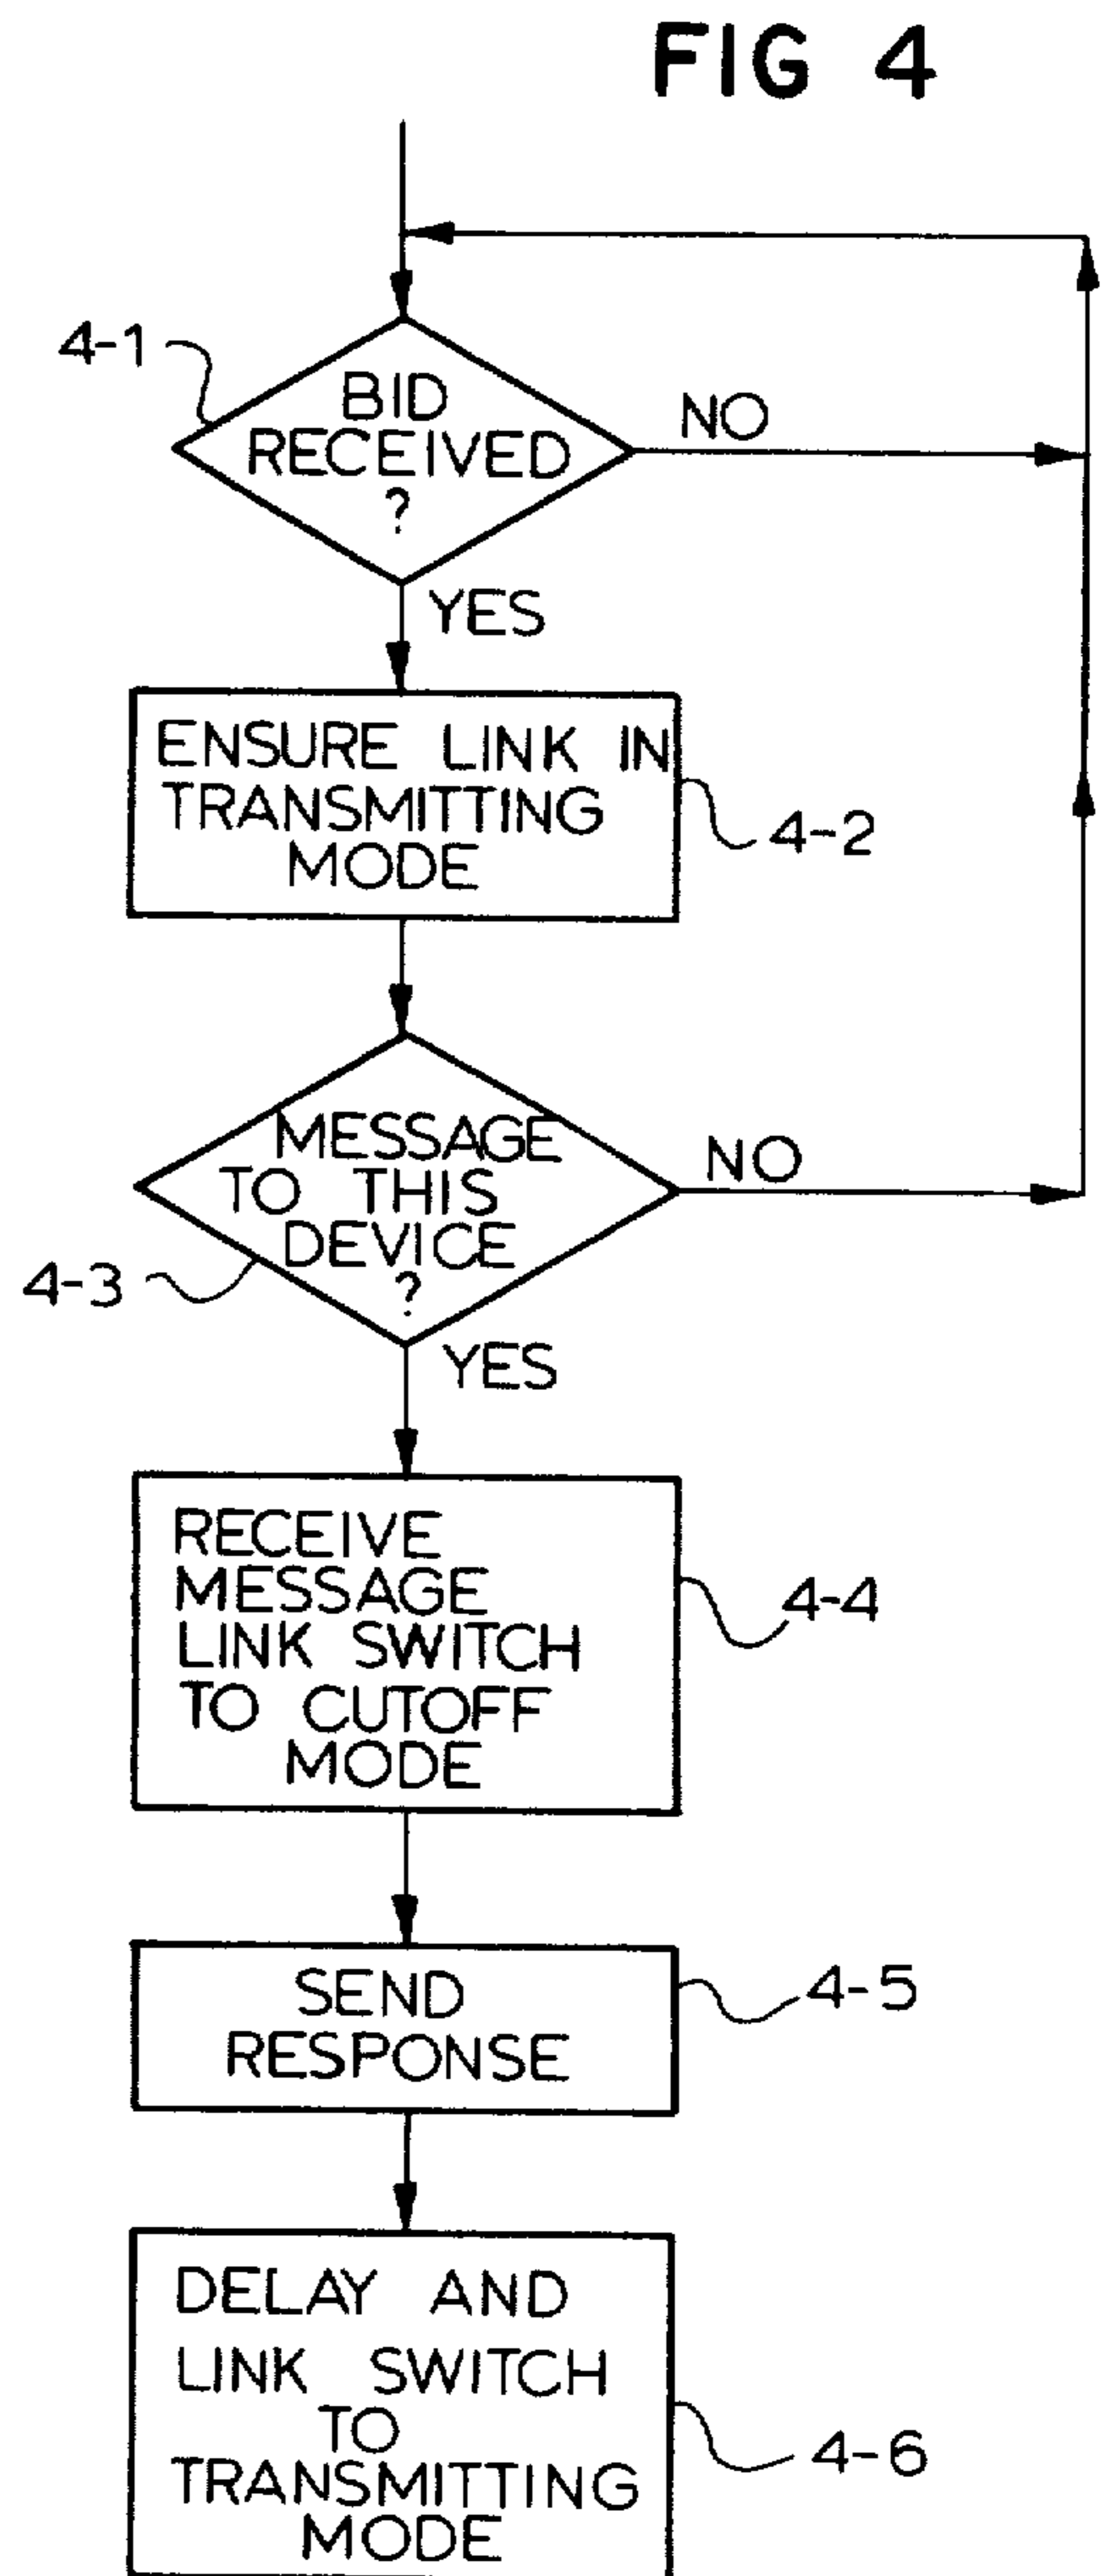 FIG 4
4-1
BID
RECEIVED
?
NO
YES
ENSURE LINK IN
TRANSMITTING
MODE
4-2
MESSAGE
TO THIS
DEVICE
?
NO
4-3
YES
RECEIVE
MESSAGE
LINK SWITCH
TO CUTOFF
MODE
4-4
SEND
RESPONSE
4-5
DELAY AND
LINK SWITCH
TO
TRANSMITTING
MODE
4-6